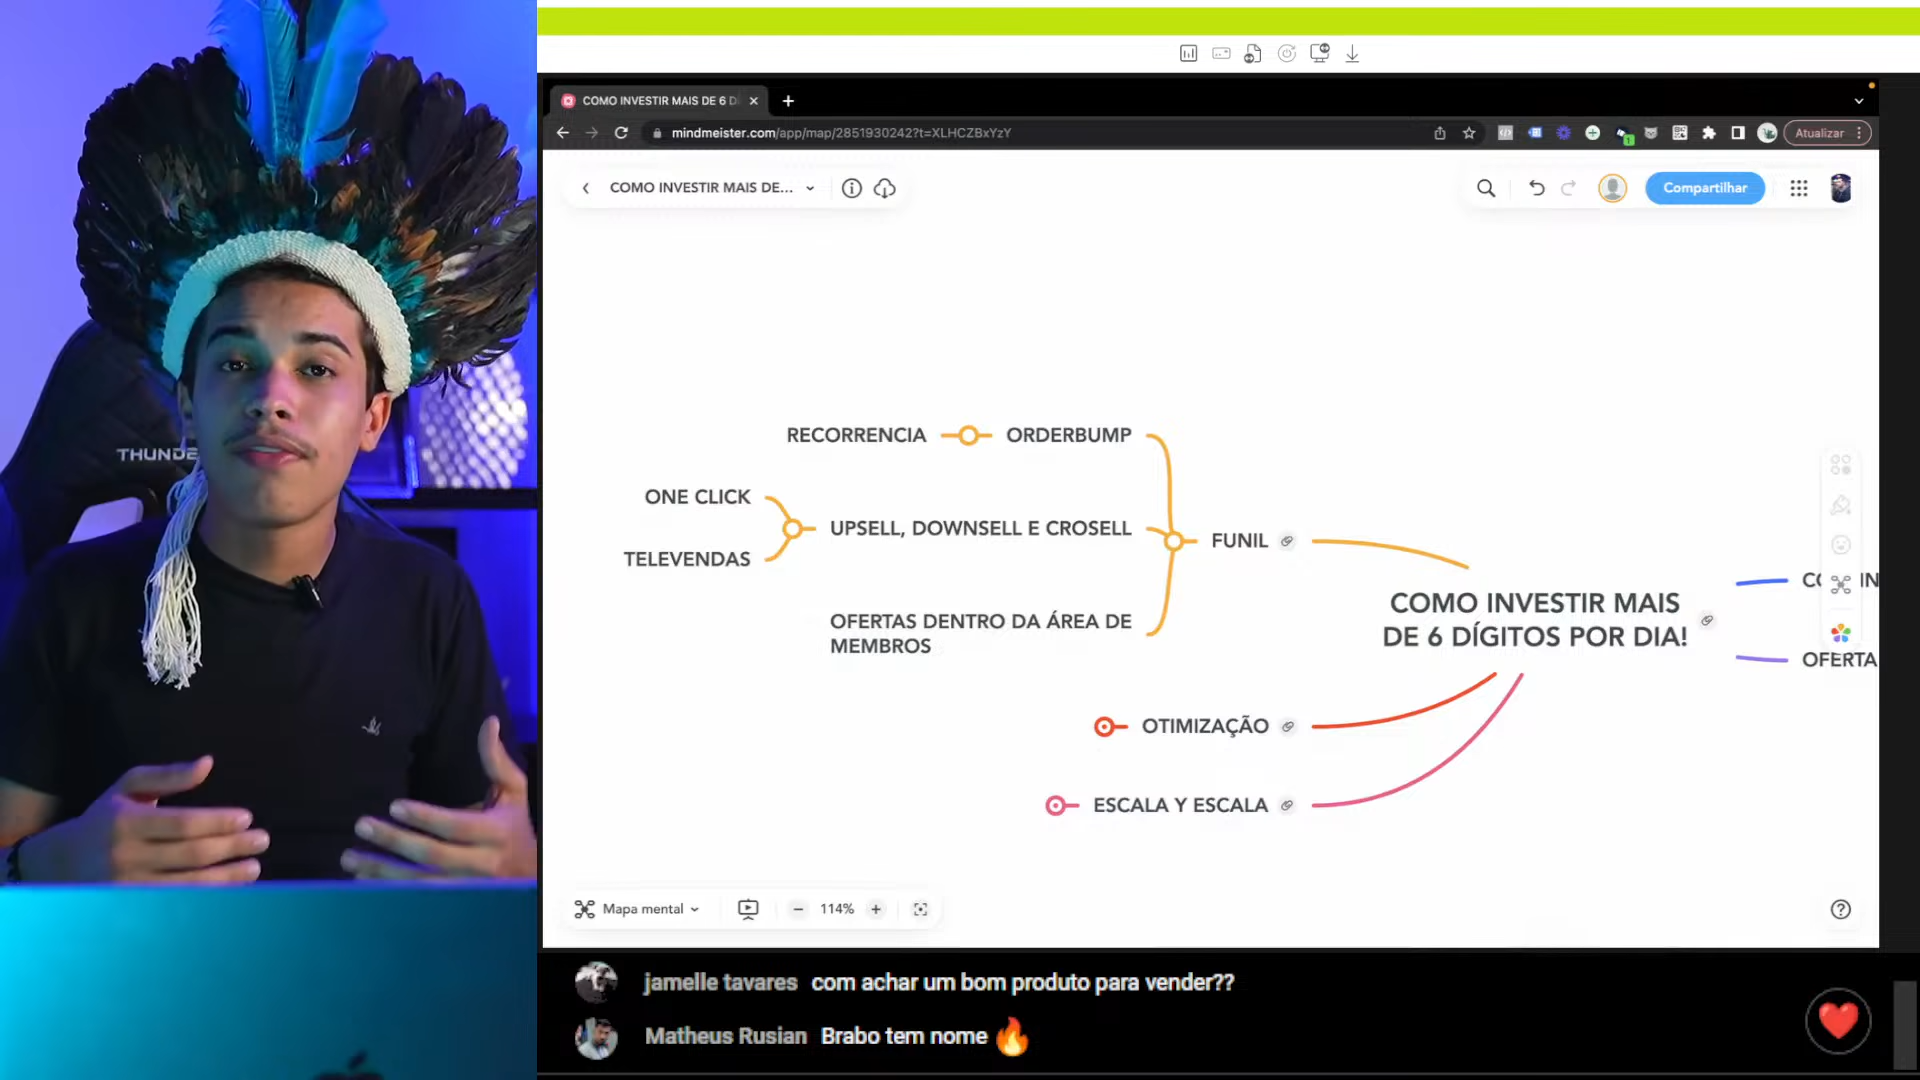 THUNDE
COMO INVESTIR MAIS DE 6 D
mindmeister.com/app/map/2851930242?t=XLHCZBxYzY
Atualizar
COMO INVESTIR MAIS DE...
Compartilhar
RECORRENCIA
ORDERBUMP
ONE CLICK
UPSELL, DOWNSELL E CROSELL
TELEVENDAS
FUNIL
OFERTAS DENTRO DA ÁREA DE
MEMBROS
COMO INVESTIR MAIS
DE 6 DÍGITOS POR DIA!
OFERTA
OTIMIZAÇÃO
ESCALA Y ESCALA
Mapa mental
114%
jamelle tavares com achar um bom produto para vender??
Matheus Rusian Brabo tem nome 🔥